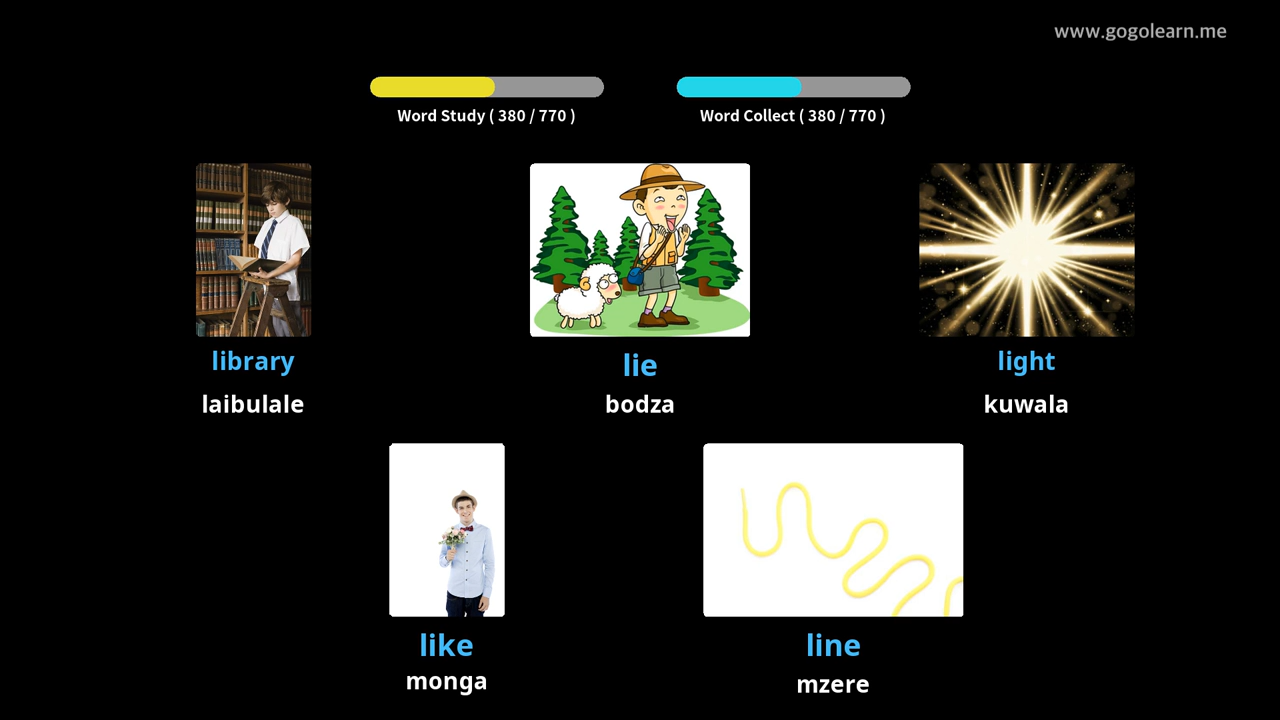 www.gogolearn.me
Word Study ( 380 / 770 )
Word Collect ( 380 / 770 )
library
laibulale
lie
bodza
light
kuwala
like
monga
line
mzere